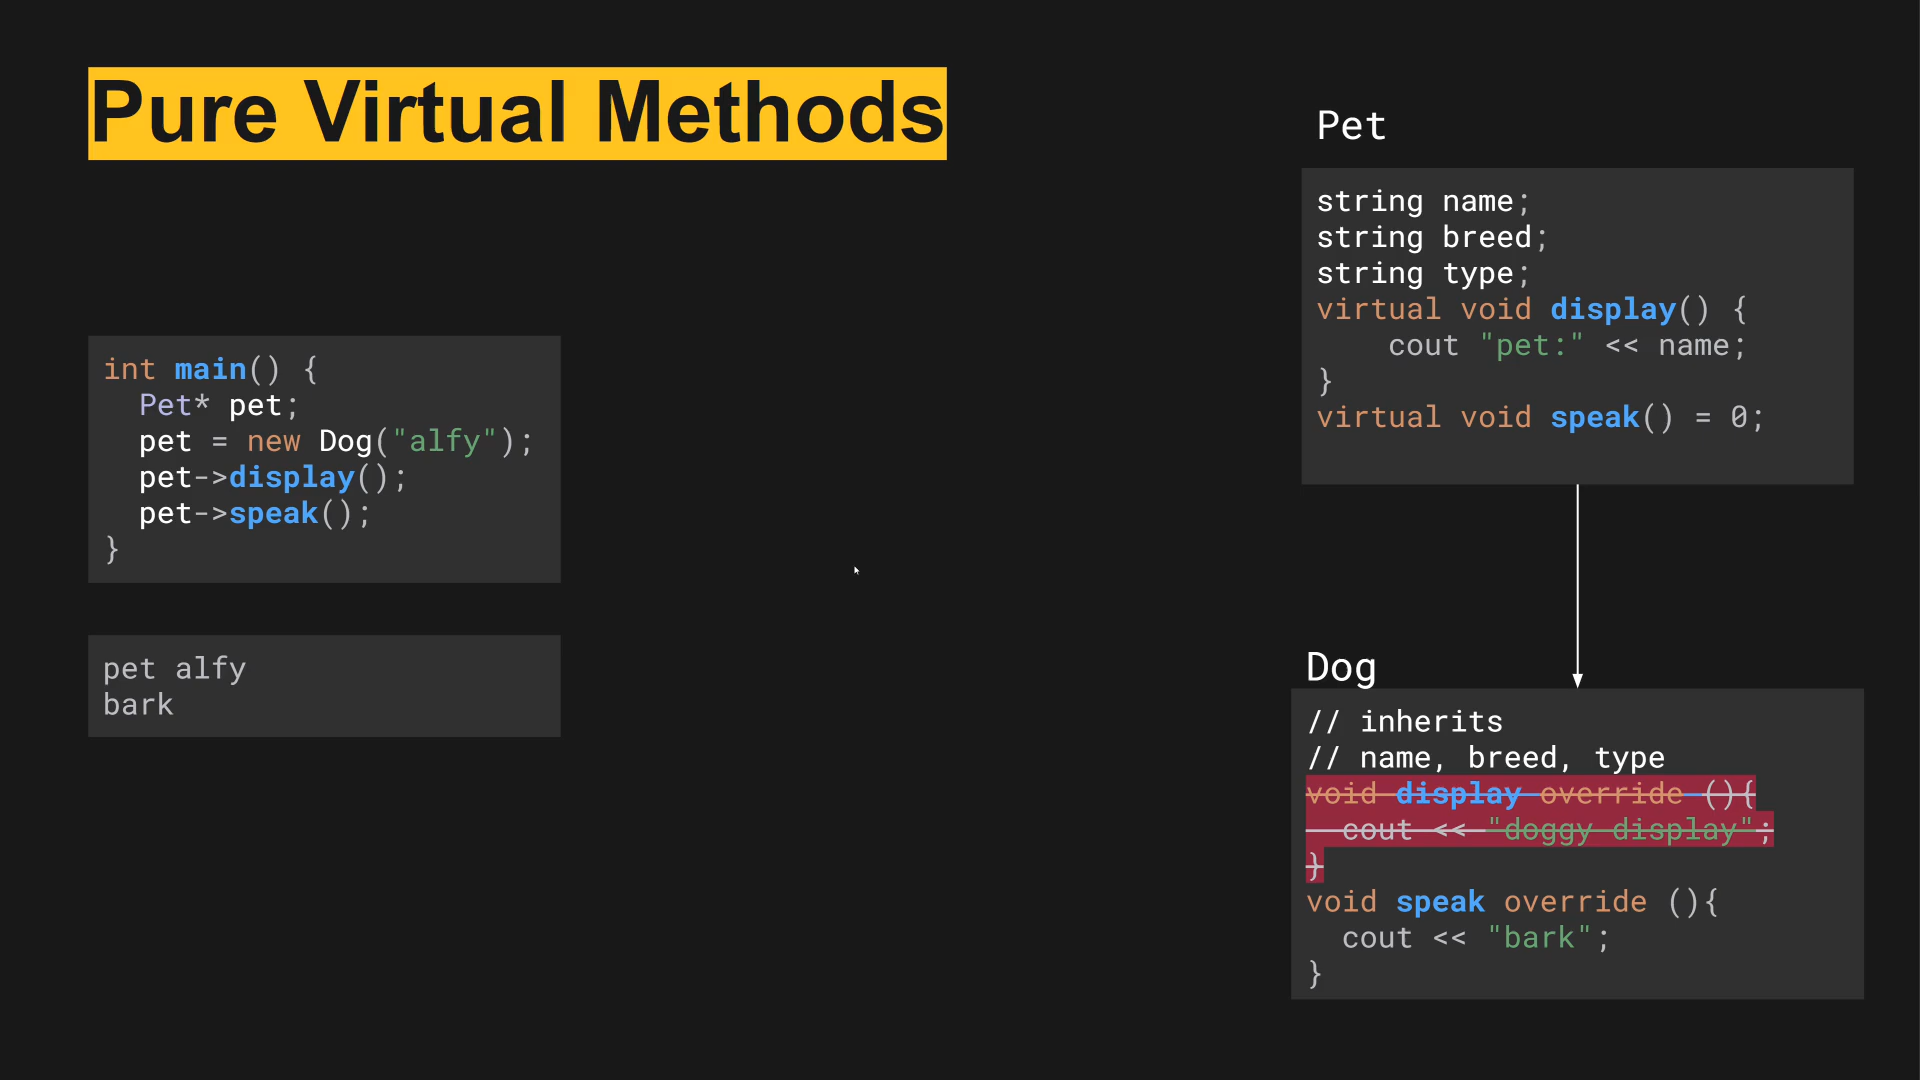 Pure Virtual Methods
int main() {
  Pet* pet;
  pet = new Dog("alfy");
  pet->display();
  pet->speak();
}
pet alfy
bark
Pet
string name;
string breed;
string type;
virtual void display() {
    cout "pet:" << name;
}
virtual void speak() = 0;
Dog
// inherits
// name, breed, type
void display override (){
  cout << "doggy display";
}
void speak override (){
  cout << "bark";
}